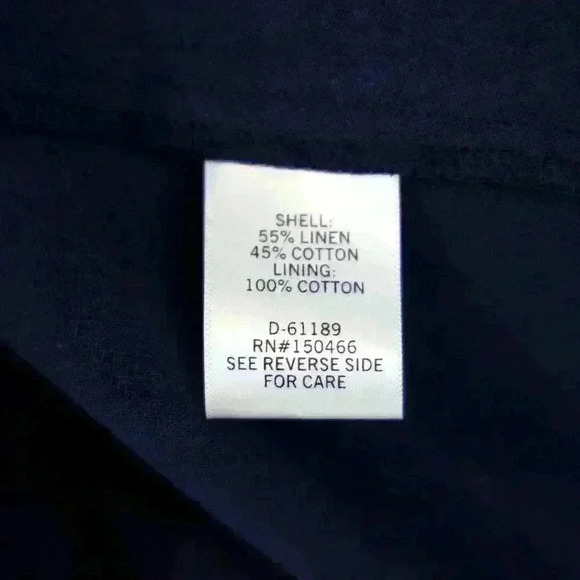 SHELL:
55% LINEN
45% COTTON
LINING:
100% COTTON
D-61189
RN#150466
SEE REVERSE SIDE
FOR CARE